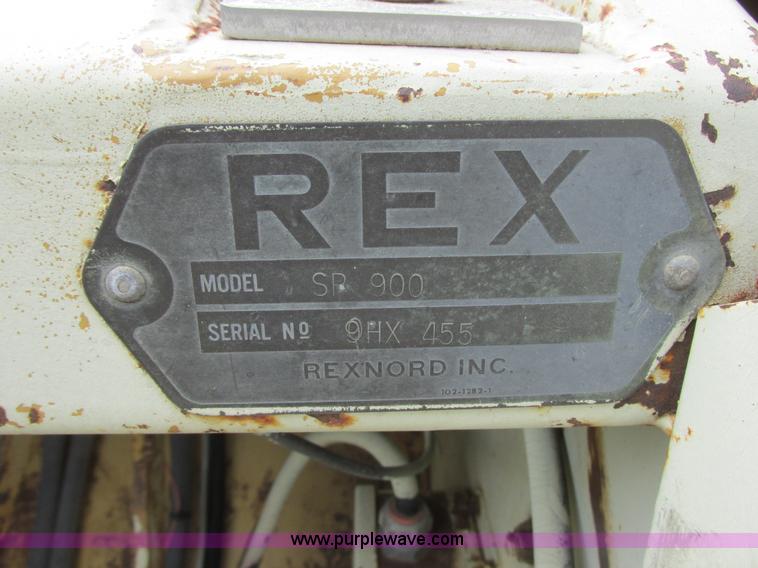 REX
MODEL SP 900
SERIAL Nº 9HX 455
REXNORD INC.
102-1282-1
www.purplewave.com